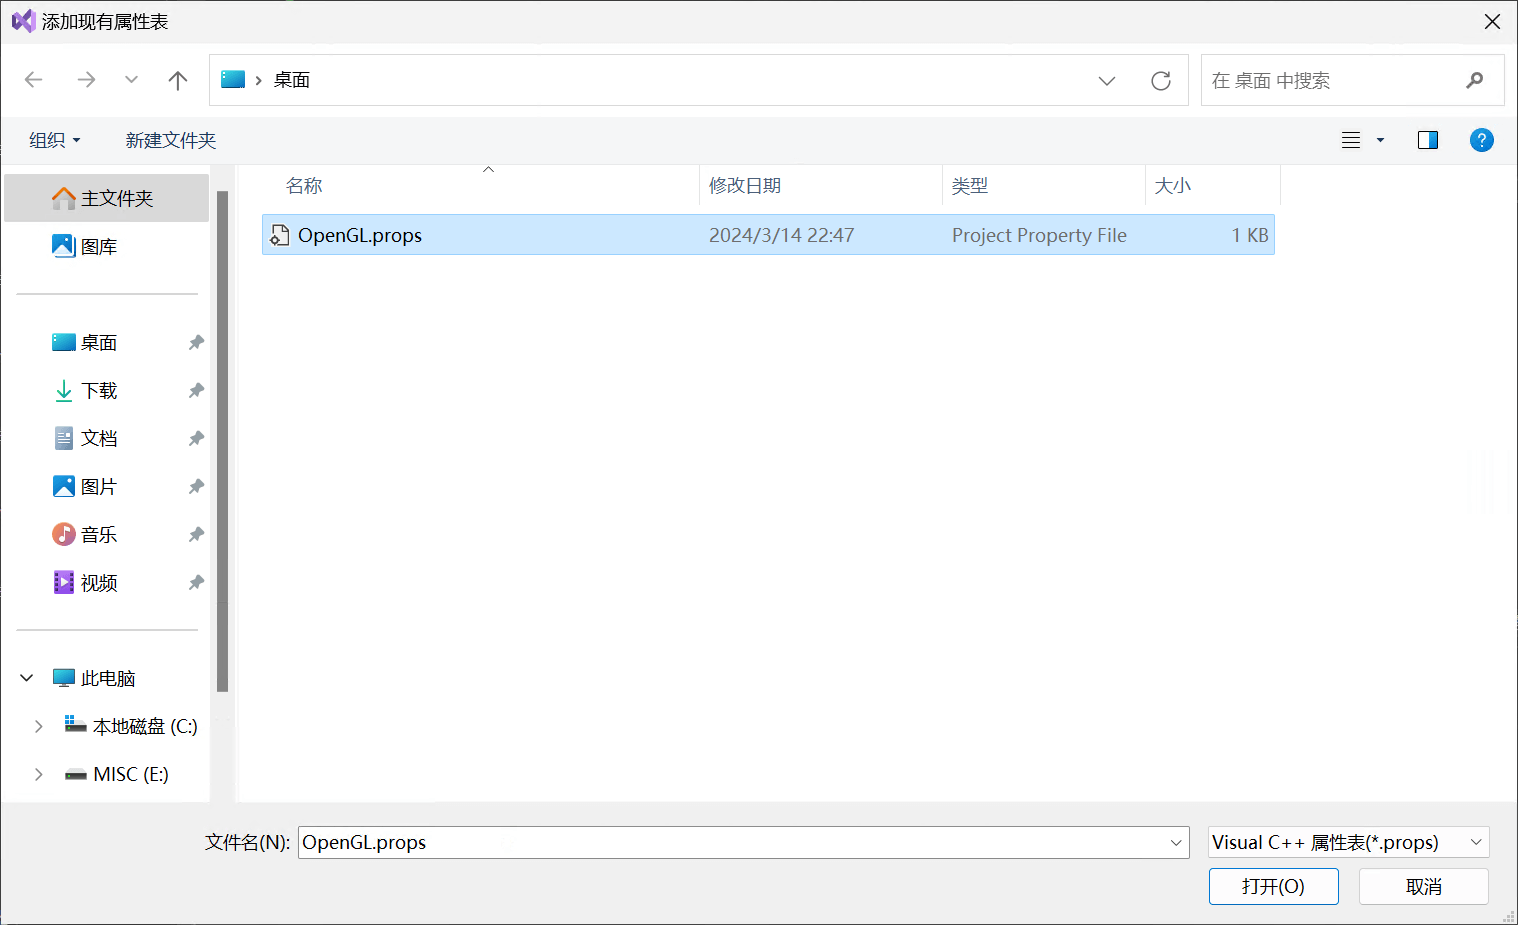 添加现有属性表
桌面
在 桌面 中搜索
组织
新建文件夹
名称 修改日期 类型 大小
OpenGL.props 2024/3/14 22:47 Project Property File 1 KB
主文件夹
图库
桌面
下载
文档
图片
音乐
视频
此电脑
本地磁盘 (C:)
MISC (E:)
文件名(N): OpenGL.props Visual C++ 属性表(*.props)
打开(O) 取消